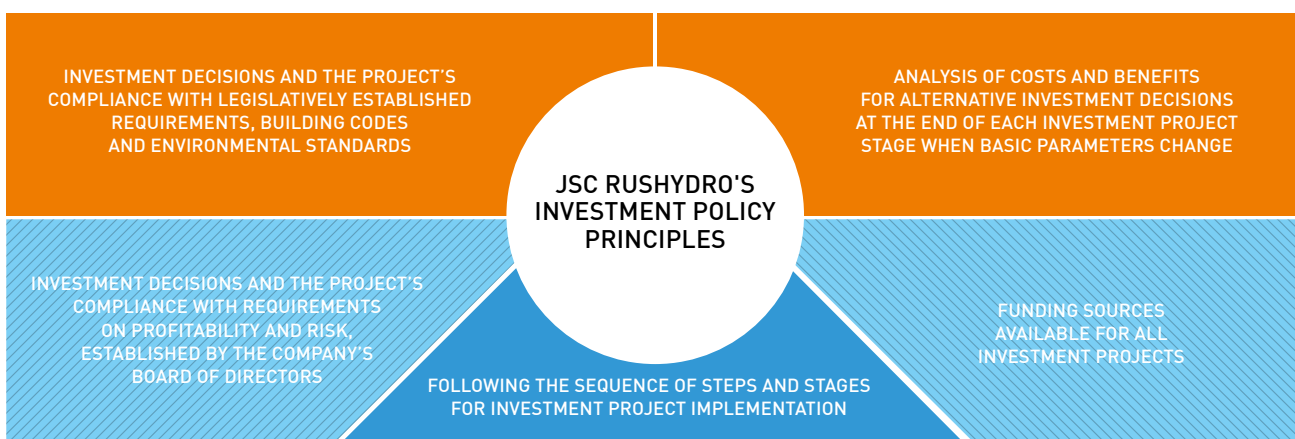 INVESTMENT DECISIONS AND THE PROJECT'S
COMPLIANCE WITH LEGISLATIVELY ESTABLISHED
REQUIREMENTS, BUILDING CODES
AND ENVIRONMENTAL STANDARDS
ANALYSIS OF COSTS AND BENEFITS
FOR ALTERNATIVE INVESTMENT DECISIONS
AT THE END OF EACH INVESTMENT PROJECT
STAGE WHEN BASIC PARAMETERS CHANGE
JSC RUSHYDRO'S
INVESTMENT POLICY
PRINCIPLES
INVESTMENT DECISIONS AND THE PROJECT'S
COMPLIANCE WITH REQUIREMENTS
ON PROFITABILITY AND RISK,
ESTABLISHED BY THE COMPANY'S
BOARD OF DIRECTORS
FOLLOWING THE SEQUENCE OF STEPS AND STAGES
FOR INVESTMENT PROJECT IMPLEMENTATION
FUNDING SOURCES
AVAILABLE FOR ALL
INVESTMENT PROJECTS